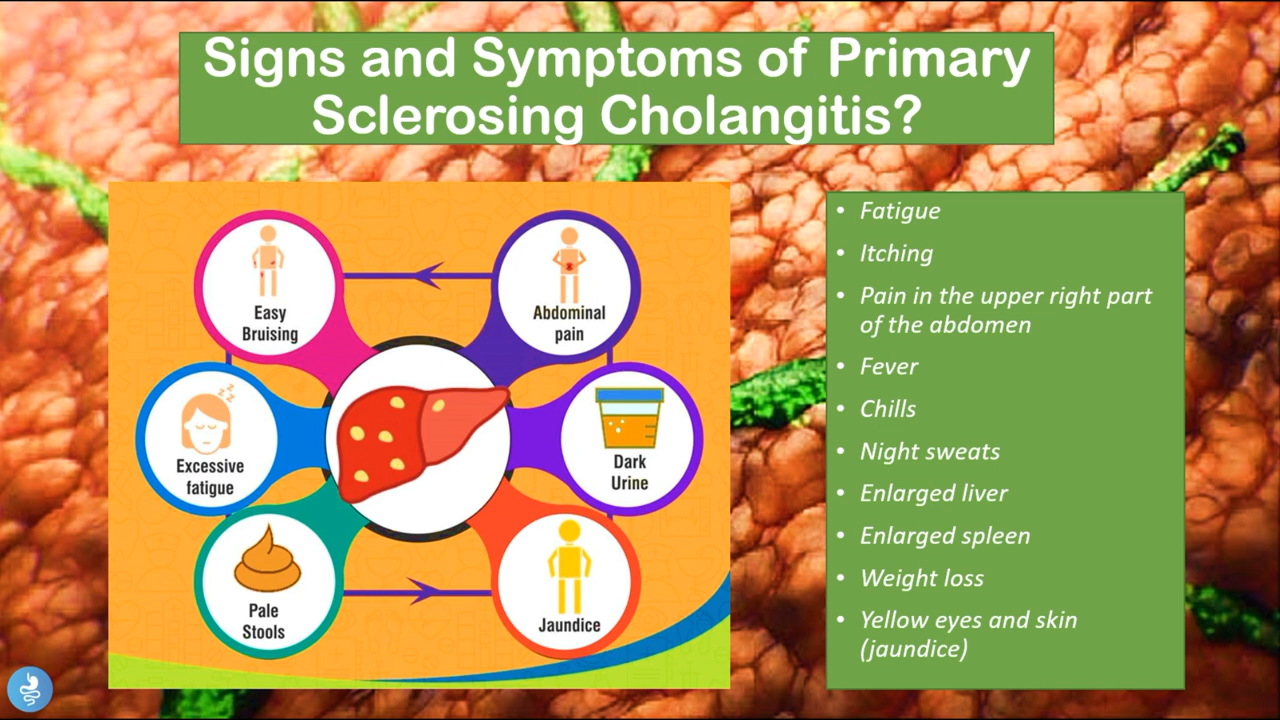 Signs and Symptoms of Primary
Sclerosing Cholangitis?
Easy
Bruising
Abdominal
pain
Excessive
fatigue
Dark
Urine
Pale
Stools
Jaundice
• Fatigue
• Itching
• Pain in the upper right part
of the abdomen
• Fever
• Chills
• Night sweats
• Enlarged liver
• Enlarged spleen
• Weight loss
• Yellow eyes and skin
(jaundice)